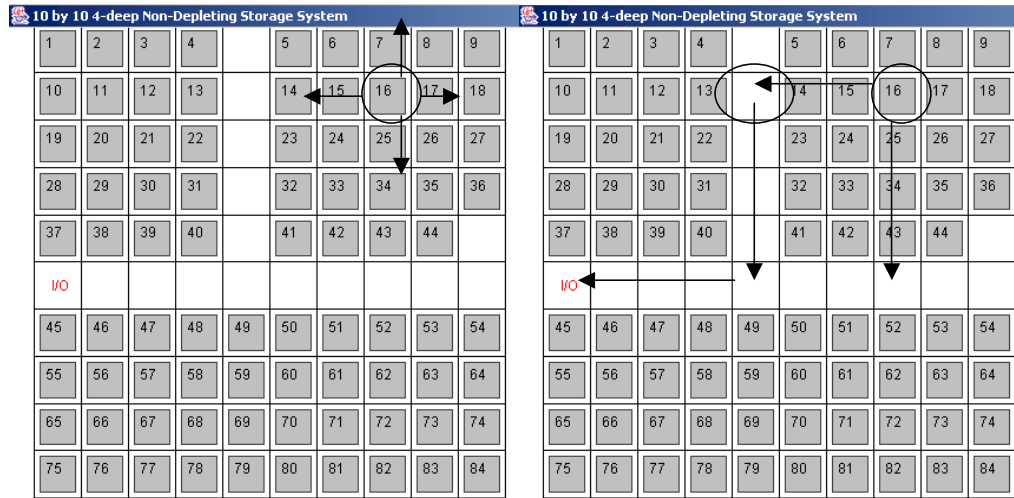 10 by 10 4-deep Non-Depleting Storage System
1 2 3 4 5 6 7 8 9
10 11 12 13 14 15 16 17 18
19 20 21 22 23 24 25 26 27
28 29 30 31 32 33 34 35 36
37 38 39 40 41 42 43 44
I/O
45 46 47 48 49 50 51 52 53 54
55 56 57 58 59 60 61 62 63 64
65 66 67 68 69 70 71 72 73 74
75 76 77 78 79 80 81 82 83 84
10 by 10 4-deep Non-Depleting Storage System
1 2 3 4 5 6 7 8 9
10 11 12 13 14 15 16 17 18
19 20 21 22 23 24 25 26 27
28 29 30 31 32 33 34 35 36
37 38 39 40 41 42 43 44
I/O
45 46 47 48 49 50 51 52 53 54
55 56 57 58 59 60 61 62 63 64
65 66 67 68 69 70 71 72 73 74
75 76 77 78 79 80 81 82 83 84